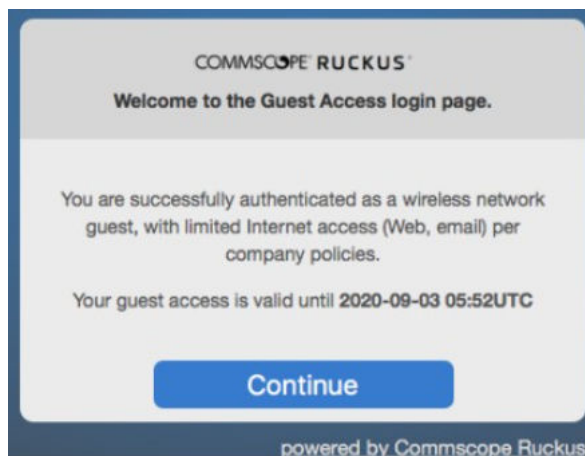 COMMSCOPE RUCKUS
Welcome to the Guest Access login page.
You are successfully authenticated as a wireless network
guest, with limited Internet access (Web, email) per
company policies.
Your guest access is valid until 2020-09-03 05:52UTC
Continue
powered by Commscope Ruckus